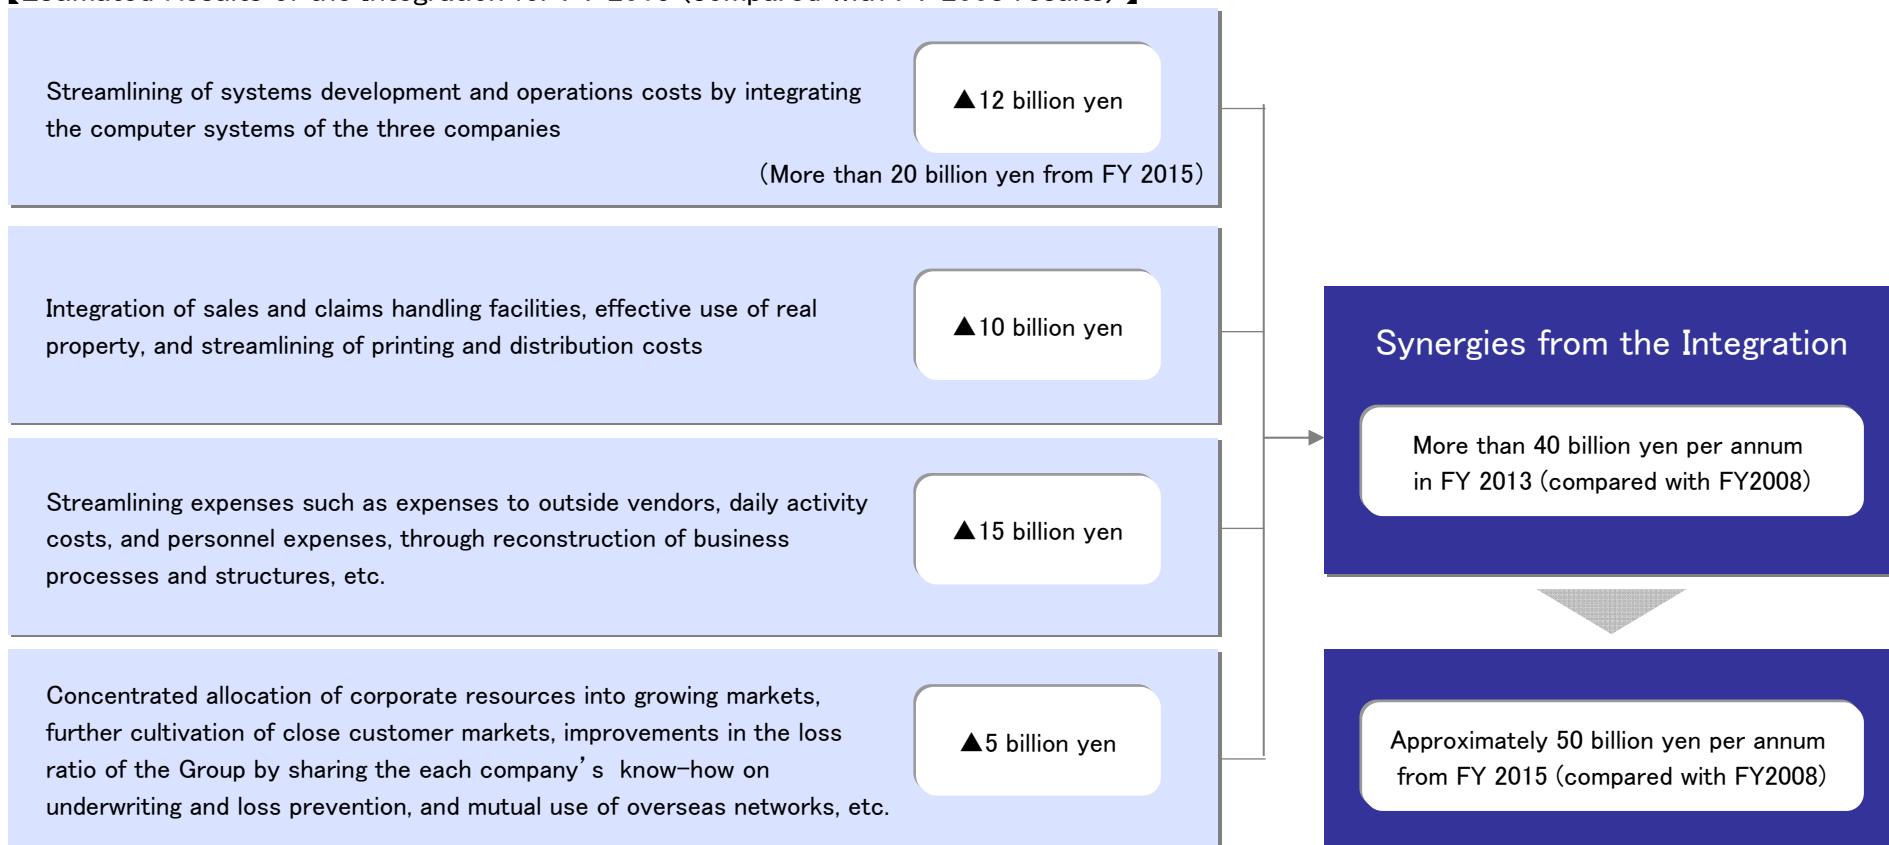 Streamlining of systems development and operations costs by integrating
the computer systems of the three companies
▲12 billion yen
(More than 20 billion yen from FY 2015)
Integration of sales and claims handling facilities, effective use of real
property, and streamlining of printing and distribution costs
▲10 billion yen
Streamlining expenses such as expenses to outside vendors, daily activity
costs, and personnel expenses, through reconstruction of business
processes and structures, etc.
▲15 billion yen
Concentrated allocation of corporate resources into growing markets,
further cultivation of close customer markets, improvements in the loss
ratio of the Group by sharing the each company's know-how on
underwriting and loss prevention, and mutual use of overseas networks, etc.
▲5 billion yen
Synergies from the Integration
More than 40 billion yen per annum
in FY 2013 (compared with FY2008)
Approximately 50 billion yen per annum
from FY 2015 (compared with FY2008)